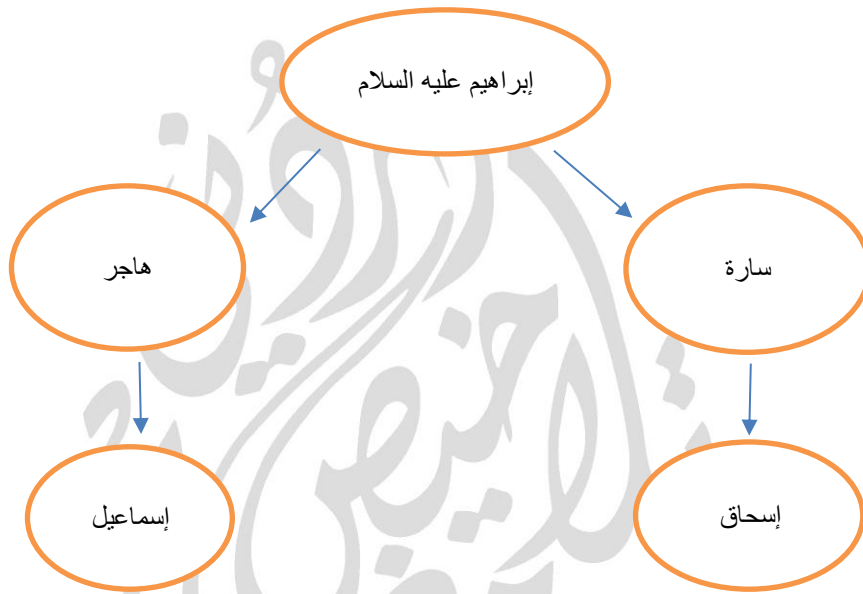 إبراهيم عليه السلام
سارة
هاجر
إسحاق
إسماعيل